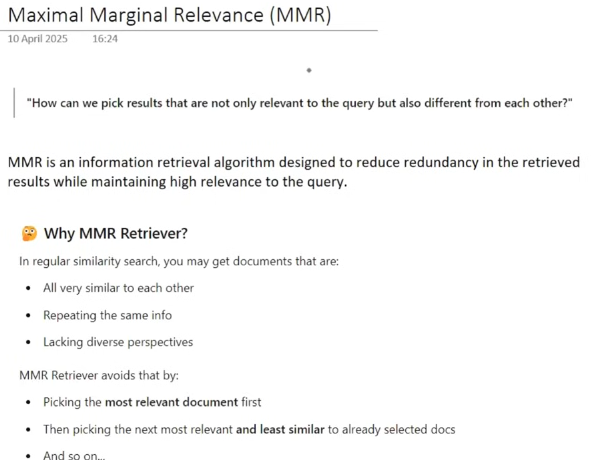 Maximal Marginal Relevance (MMR)
10 April 2025 16:24
"How can we pick results that are not only relevant to the query but also different from each other?"
MMR is an information retrieval algorithm designed to reduce redundancy in the retrieved
results while maintaining high relevance to the query.
Why MMR Retriever?
In regular similarity search, you may get documents that are:
• All very similar to each other
• Repeating the same info
• Lacking diverse perspectives
MMR Retriever avoids that by:
• Picking the most relevant document first
• Then picking the next most relevant and least similar to already selected docs
• And so on...